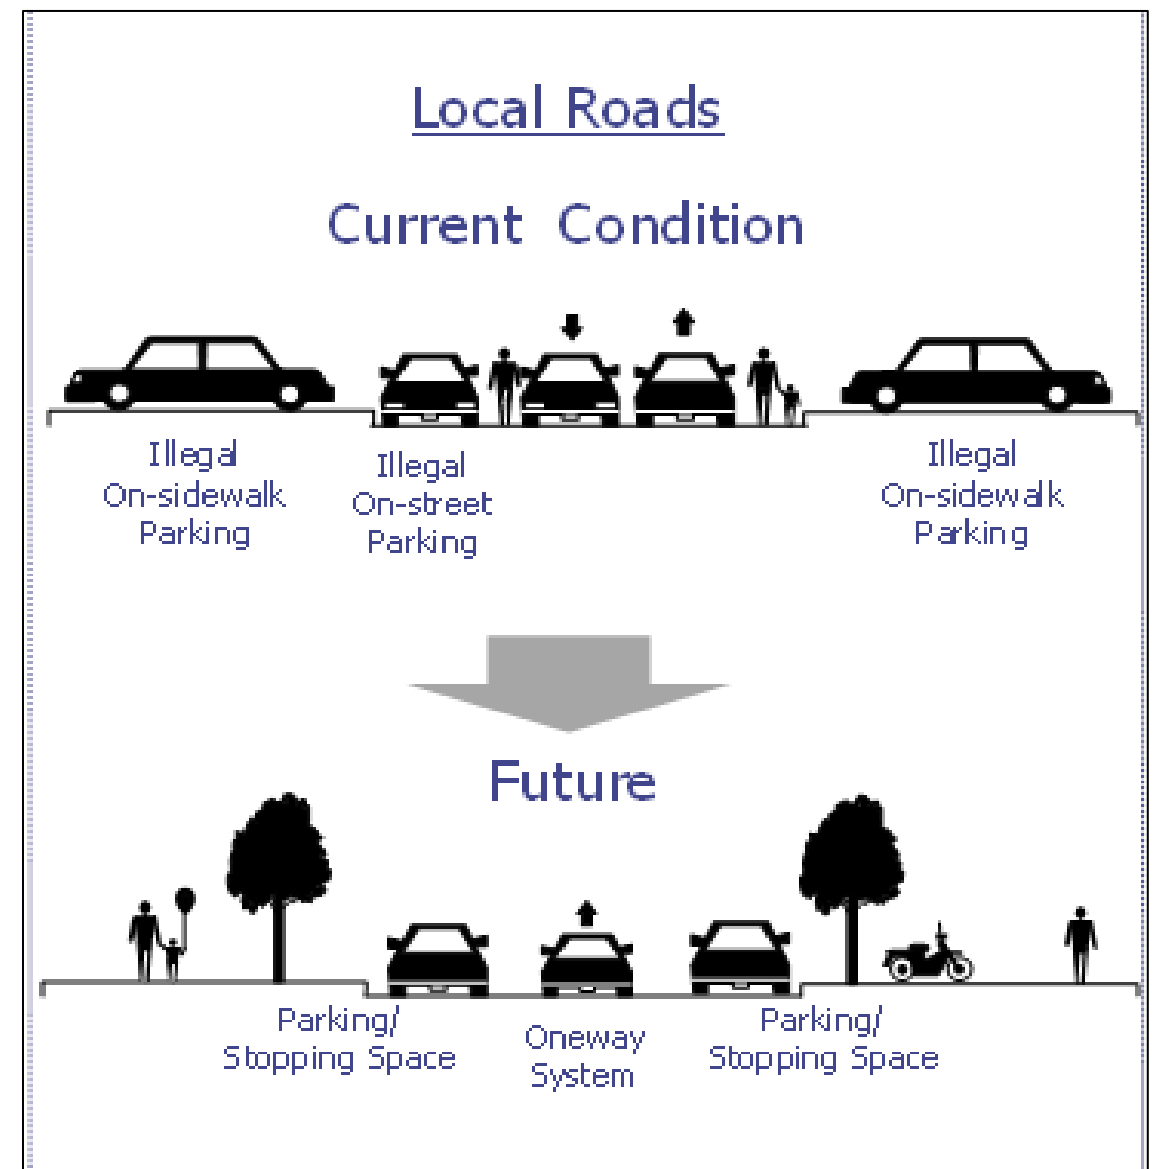 Local Roads
Current Condition
Illegal
On-sidewalk
Parking
Illegal
On-street
Parking
Illegal
On-sidewalk
Parking
Future
Parking/
Stopping Space
Oneway
System
Parking/
Stopping Space